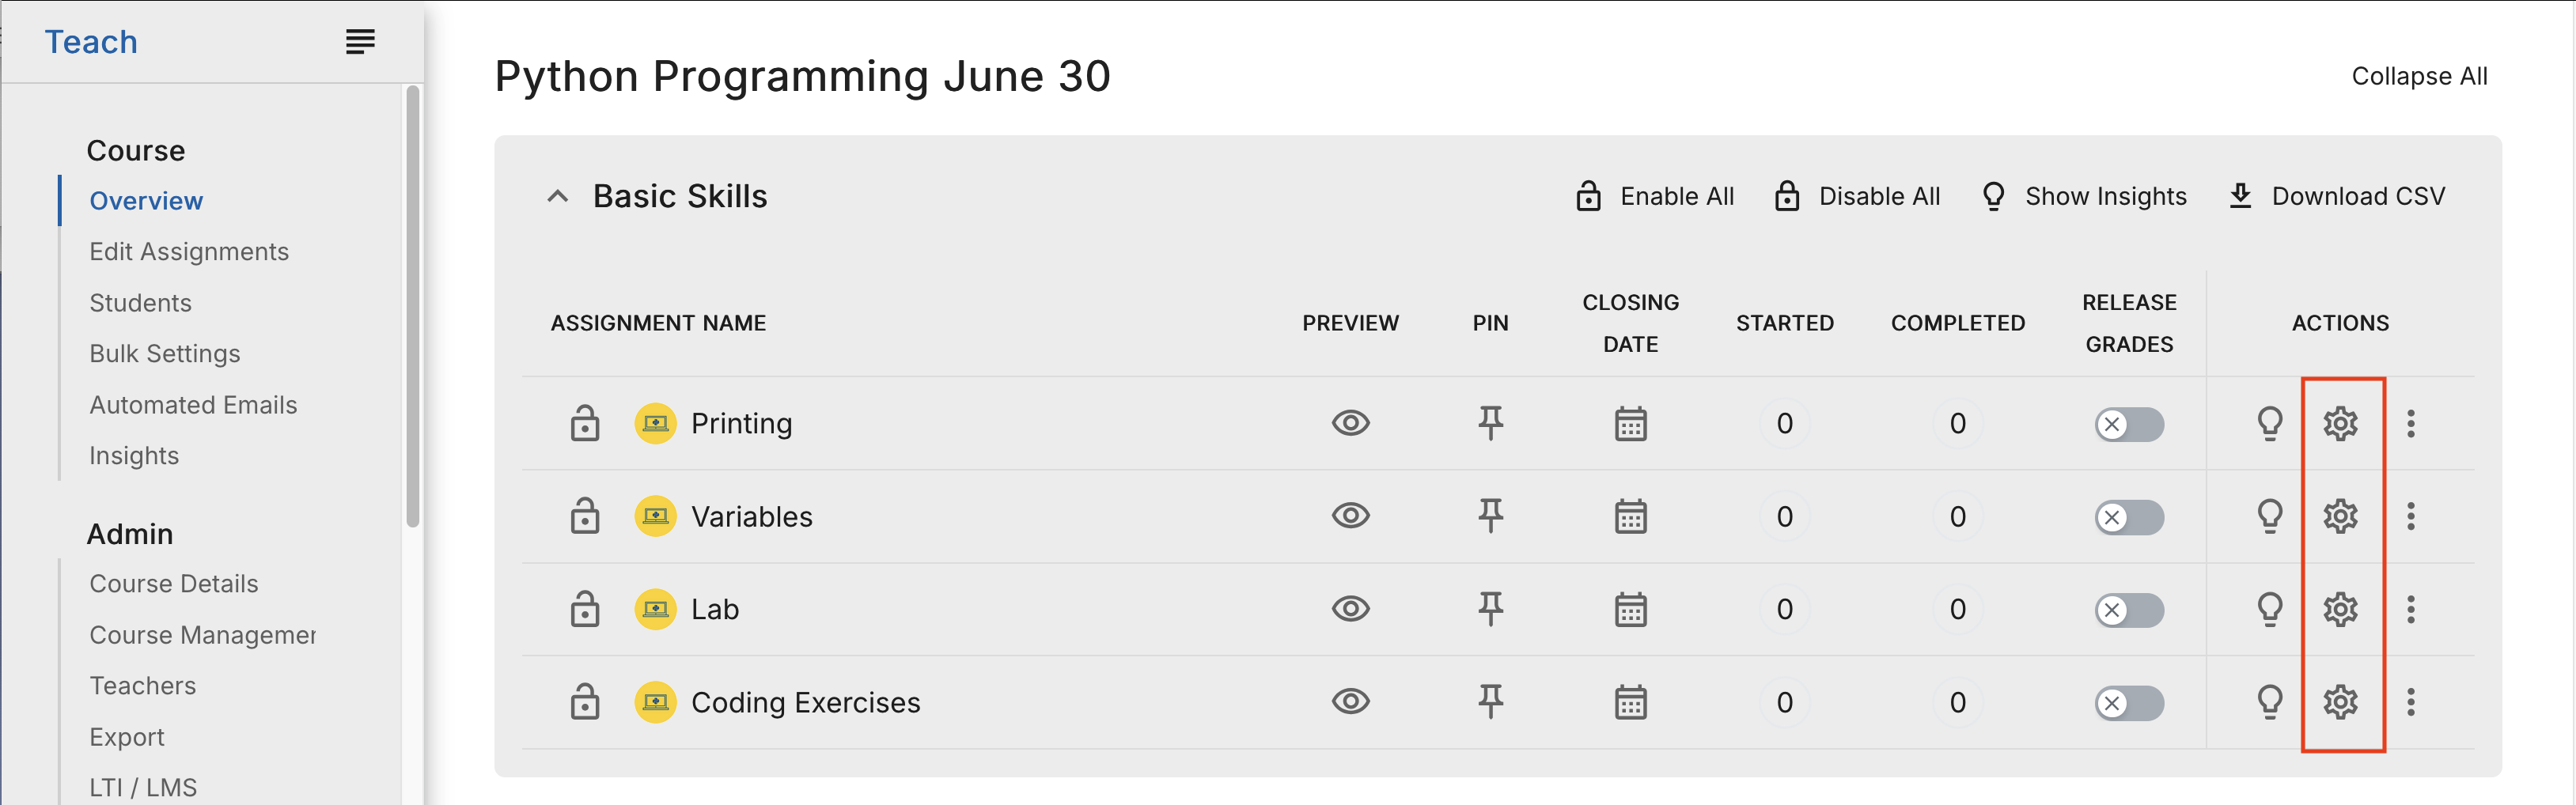 Teach
Course
Overview
Edit Assignments
Students
Bulk Settings
Automated Emails
Insights
Admin
Course Details
Course Managemer
Teachers
Export
LTI / LMS
Python Programming June 30
Collapse All
Basic Skills
Enable All
Disable All
Show Insights
Download CSV
ASSIGNMENT NAME
PREVIEW
PIN
CLOSING
DATE
STARTED
COMPLETED
RELEASE
GRADES
ACTIONS
Printing 0 0
Variables 0 0
Lab 0 0
Coding Exercises 0 0